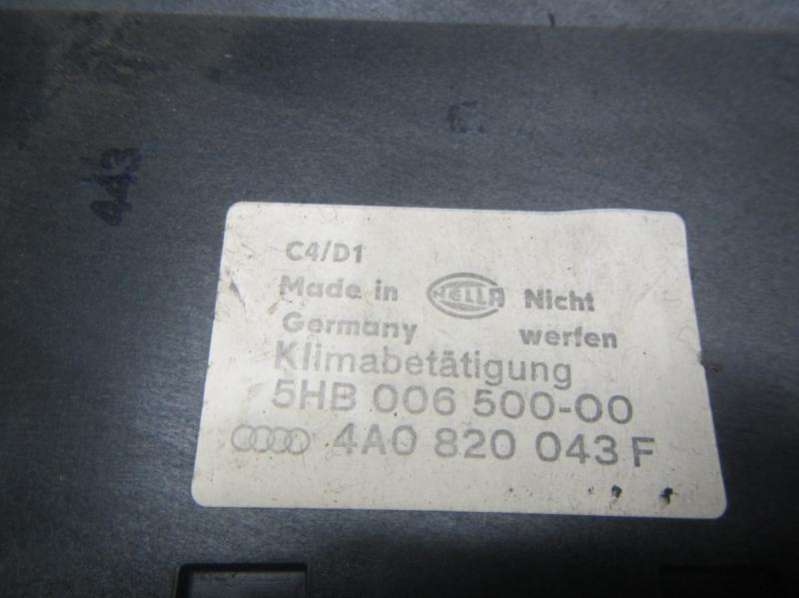 443
C4/D1
Made in HELLA Nicht
Germany werfen
Klimabetätigung
5HB 006 500-00
4A0 820 043 F